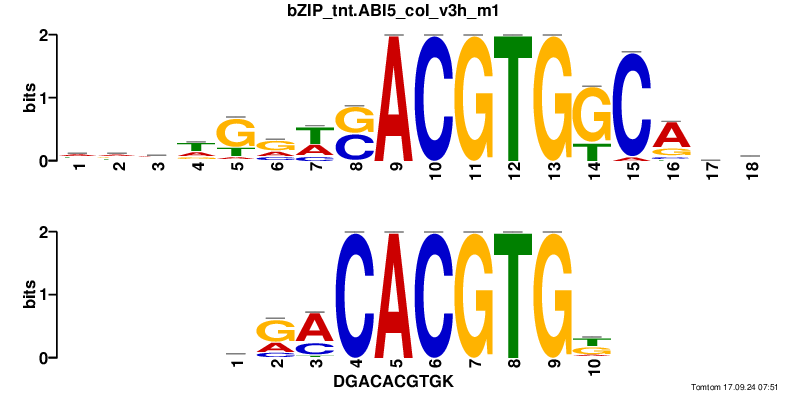 bZIP_tnt.ABI5_col_v3h_m1
2
1
0
bits
TGGTGACGTGGCA
1 2 3 4 5 6 7 8 9 10 11 12 13 14 15 16 17 18
2
1
0
bits
GACACGTGT
1 2 3 4 5 6 7 8 9 10
DGACACGTGK
Tomtom 17.09.24 07:51